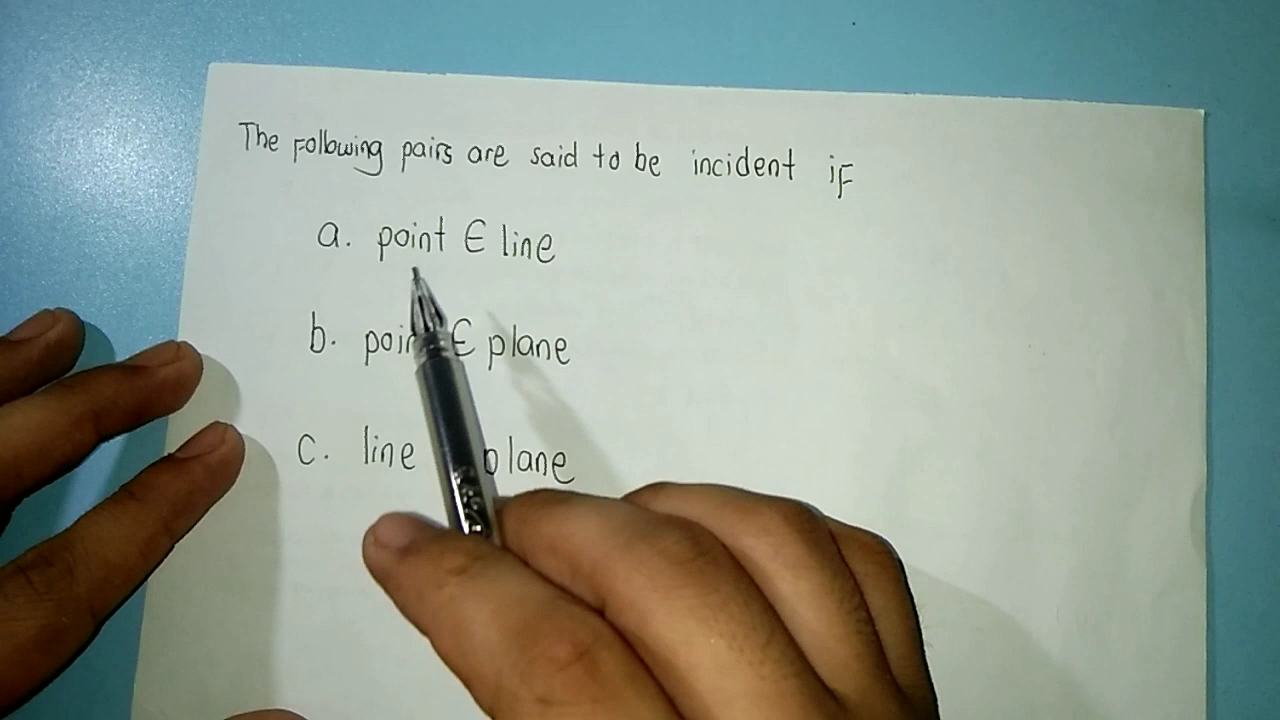 The Following pairs are said to be incident if
a. point ∈ line
b. ∈ plane
c. line plane